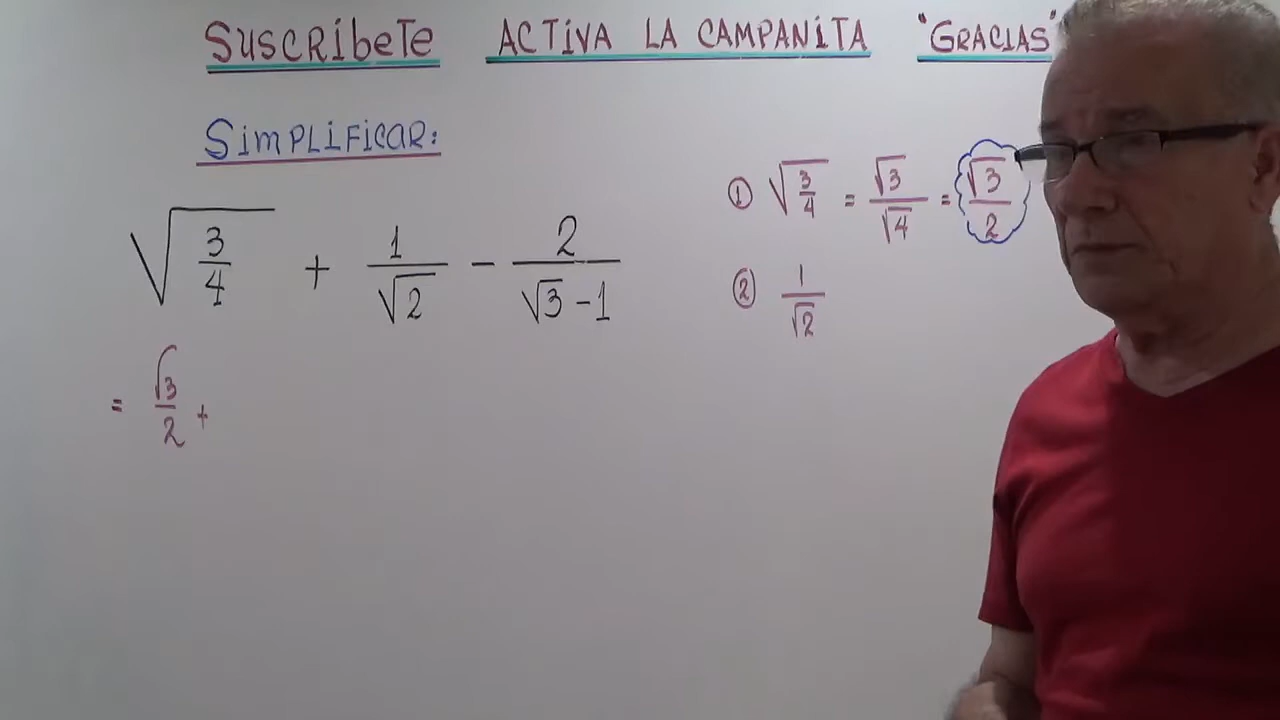 SUSCRÍBETE ACTIVA LA CAMPANITA "GRACIAS"
SIMPLIFICAR:
√(3/4) + 1/√2 - 2/(√3 - 1)
= √3/2 +
① √(3/4) = √3/√4 = √3/2
② 1/√2